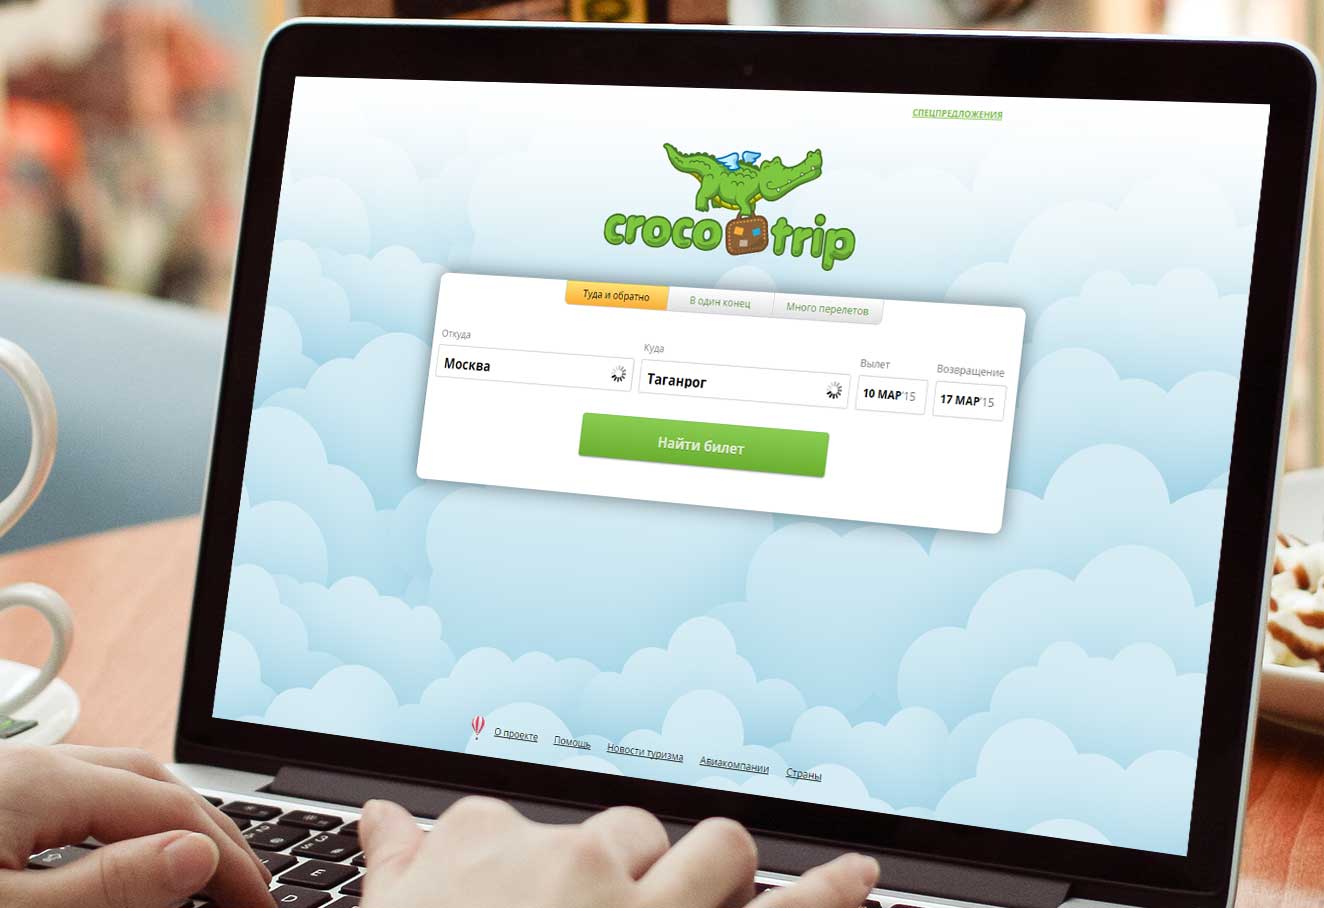 СПЕЦПРЕДЛОЖЕНИЯ
croco trip
Туда и обратно
В один конец
Много перелетов
Откуда
Куда
Вылет
Возвращение
Москва
Таганрог
10 МАР'15
17 МАР'15
Найти билет
О проекте
Помощь
Новости туризма
Авиакомпании
Страны
E
D